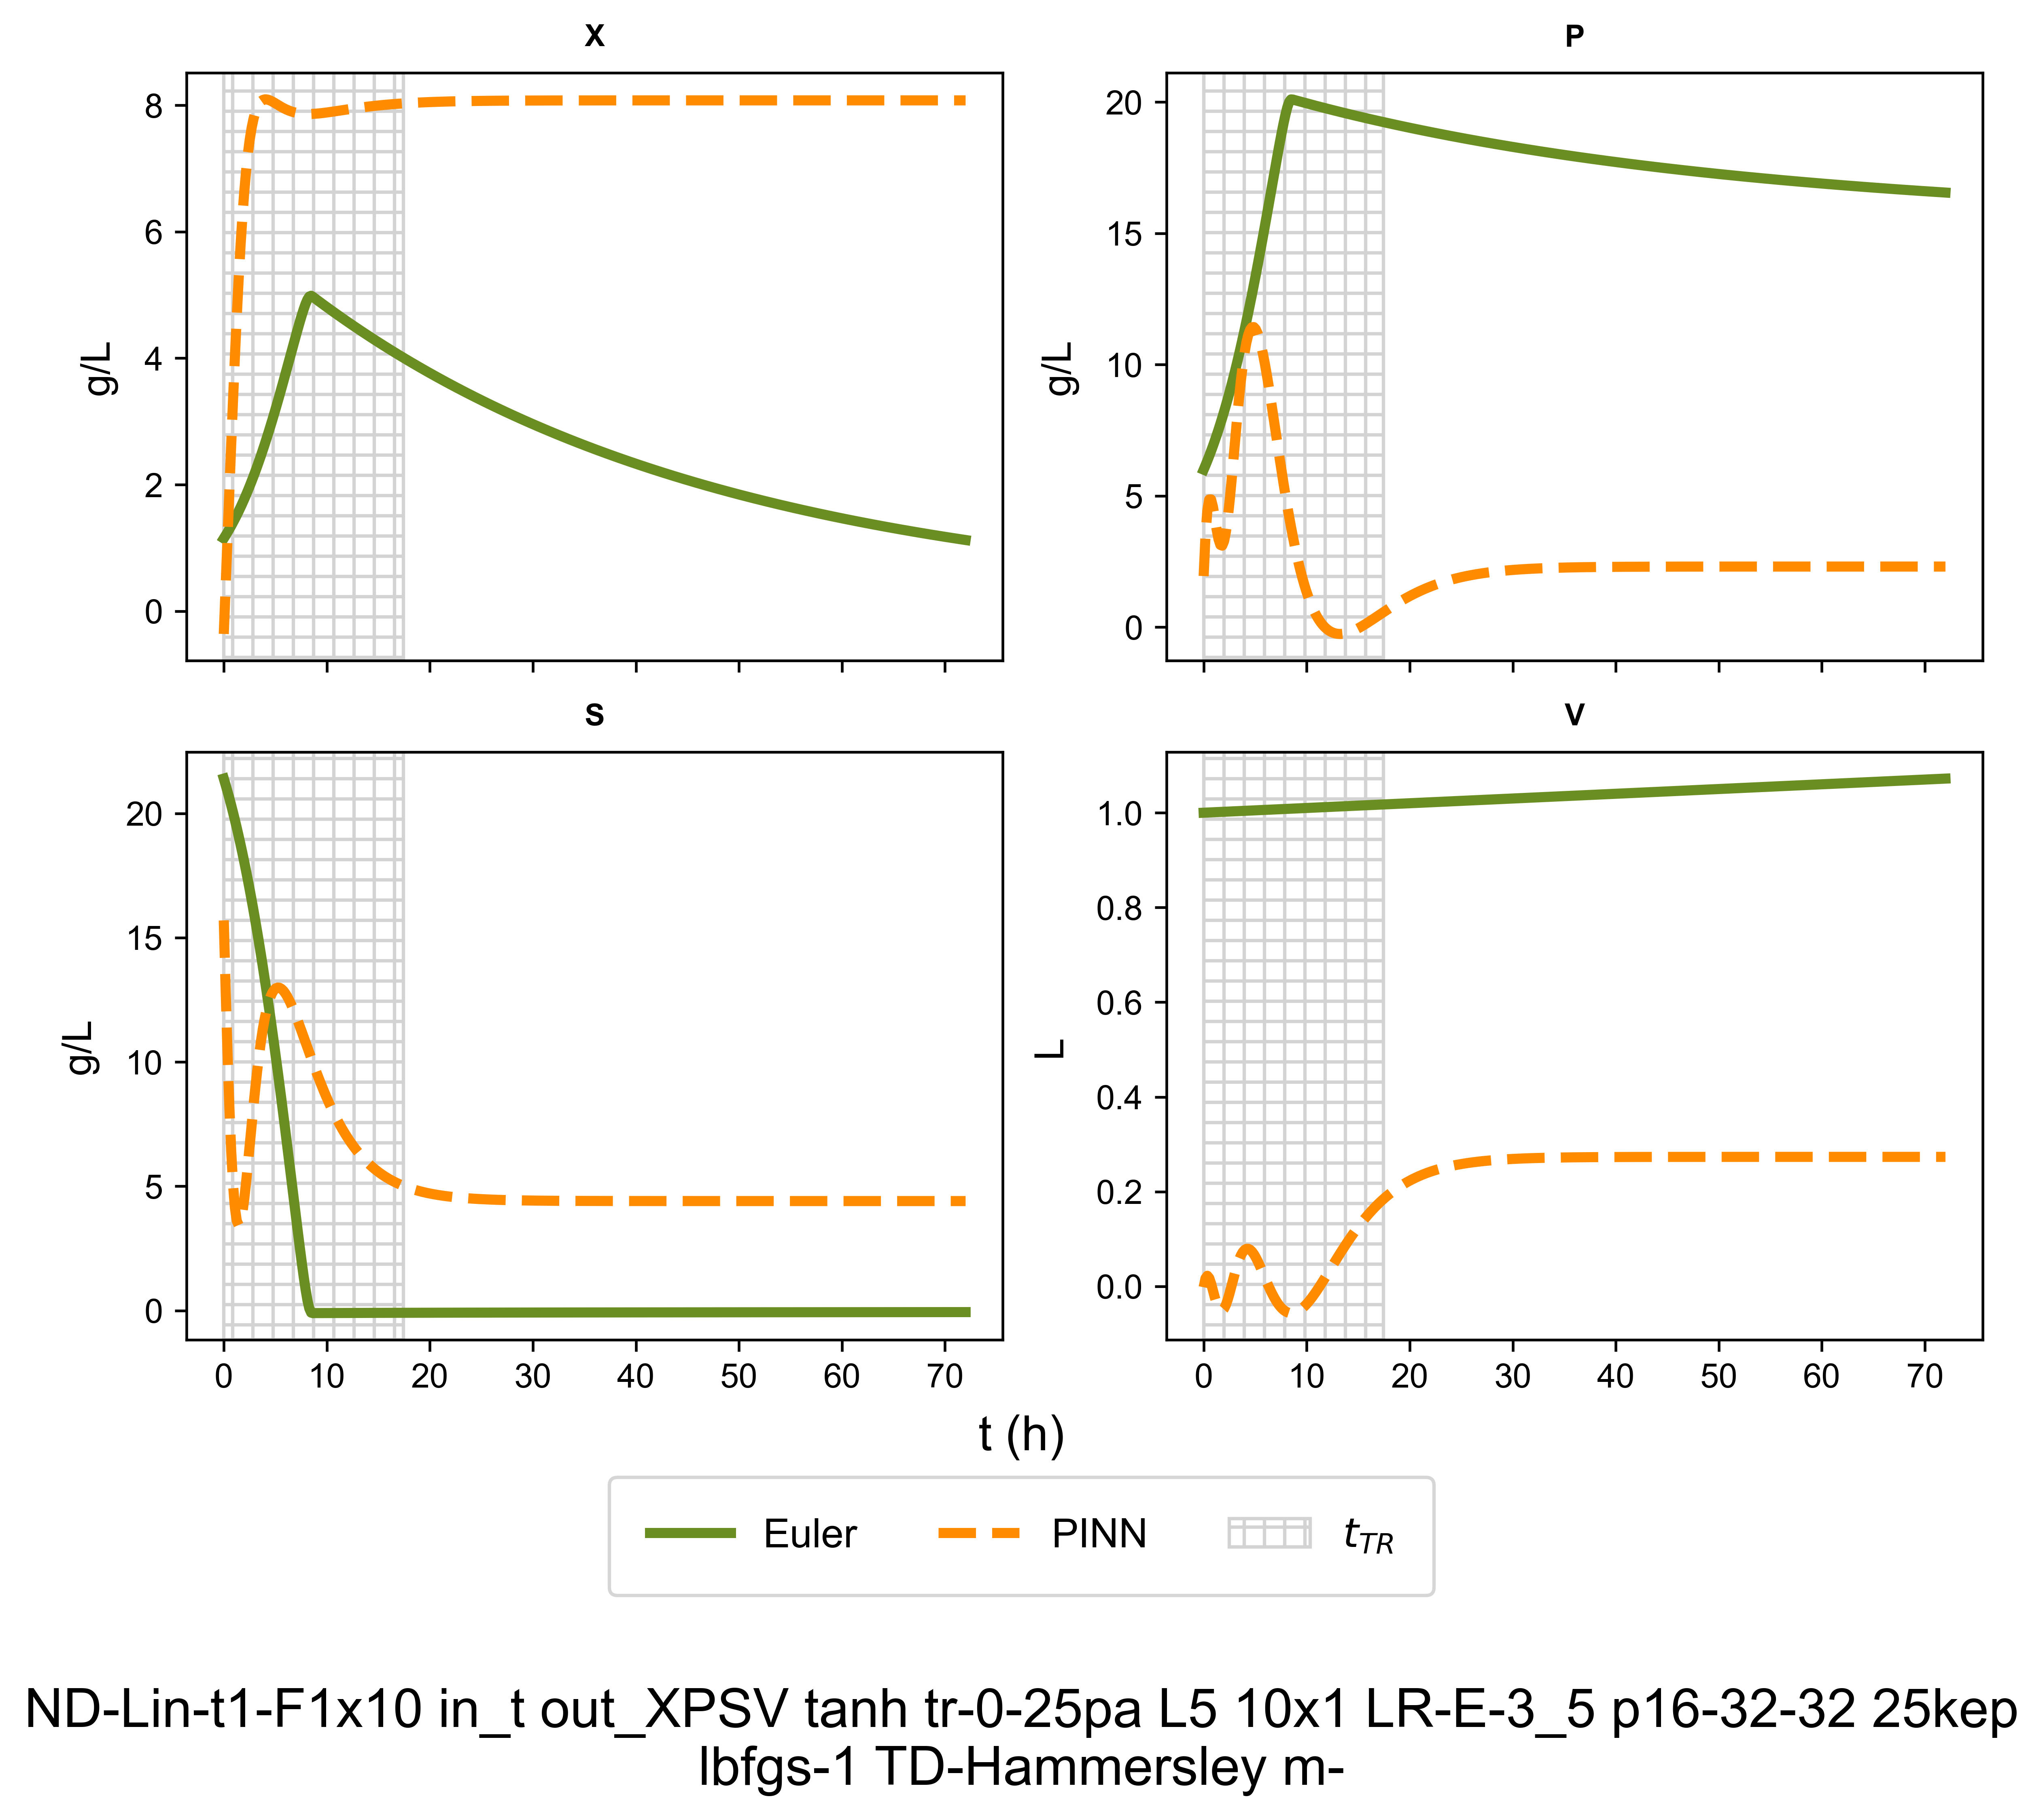 X
P
8
6
4
2
0
g/L
20
15
10
5
0
g/L
S
V
20
15
10
5
0
g/L
1.0
0.8
0.6
0.4
0.2
0.0
L
0 10 20 30 40 50 60 70
0 10 20 30 40 50 60 70
t (h)
Euler PINN t_TR
ND-Lin-t1-F1x10 in_t out_XPSV tanh tr-0-25pa L5 10x1 LR-E-3_5 p16-32-32 25kep
lbfgs-1 TD-Hammersley m-